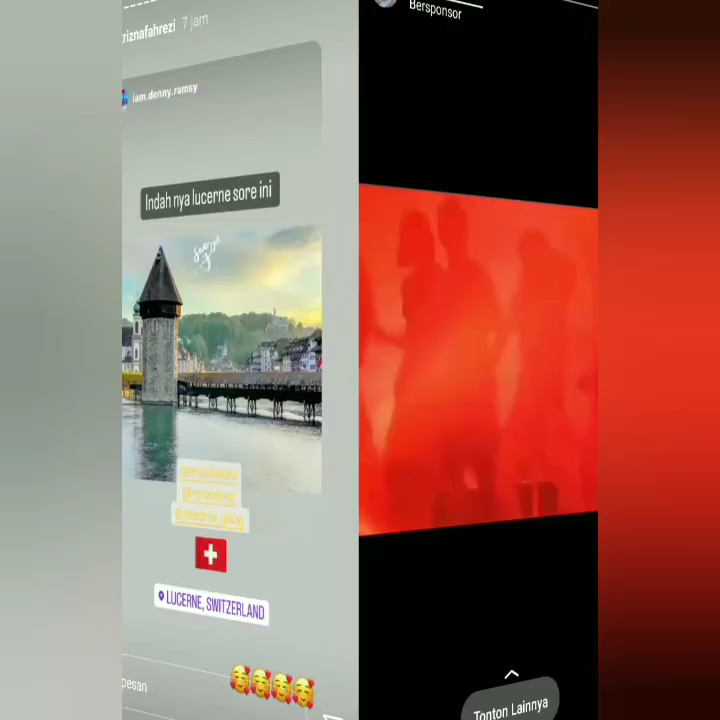 riznafahrezi 7 jam
iam.denny.ramsy
Indah nya lucerne sore ini
LUCERNE, SWITZERLAND
pesan
Bersponsor
Tonton Lainnya